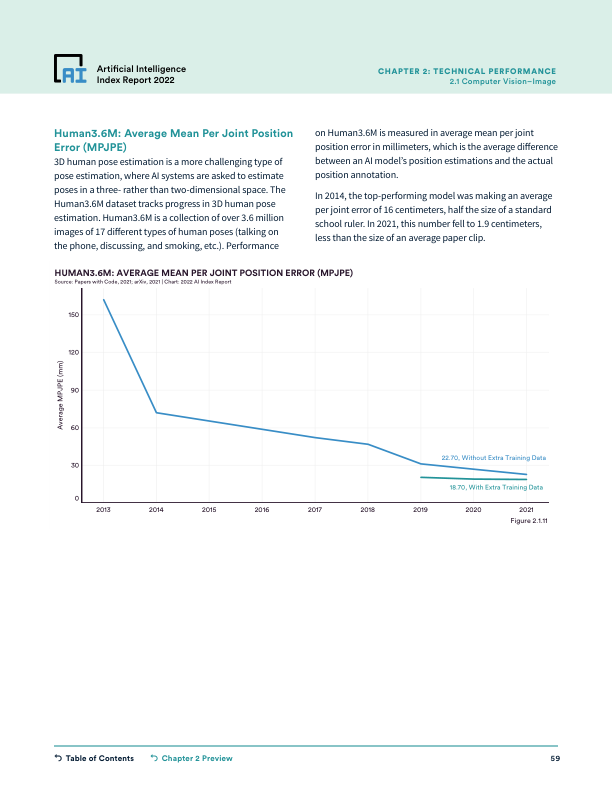 AI
Artificial Intelligence
Index Report 2022
CHAPTER 2: TECHNICAL PERFORMANCE
2.1 Computer Vision—Image
Human3.6M: Average Mean Per Joint Position
Error (MPJPE)
3D human pose estimation is a more challenging type of
pose estimation, where AI systems are asked to estimate
poses in a three- rather than two-dimensional space. The
Human3.6M dataset tracks progress in 3D human pose
estimation. Human3.6M is a collection of over 3.6 million
images of 17 different types of human poses (talking on
the phone, discussing, and smoking, etc.). Performance
on Human3.6M is measured in average mean per joint
position error in millimeters, which is the average difference
between an AI model’s position estimations and the actual
position annotation.
In 2014, the top-performing model was making an average
per joint error of 16 centimeters, half the size of a standard
school ruler. In 2021, this number fell to 1.9 centimeters,
less than the size of an average paper clip.
HUMAN3.6M: AVERAGE MEAN PER JOINT POSITION ERROR (MPJPE)
Source: Papers with Code, 2021; arXiv, 2021 | Chart: 2022 AI Index Report
Average MPJPE (mm)
150
120
90
60
30
0
22.70, Without Extra Training Data
18.70, With Extra Training Data
2013 2014 2015 2016 2017 2018 2019 2020 2021
Figure 2.1.11
Table of Contents Chapter 2 Preview 59